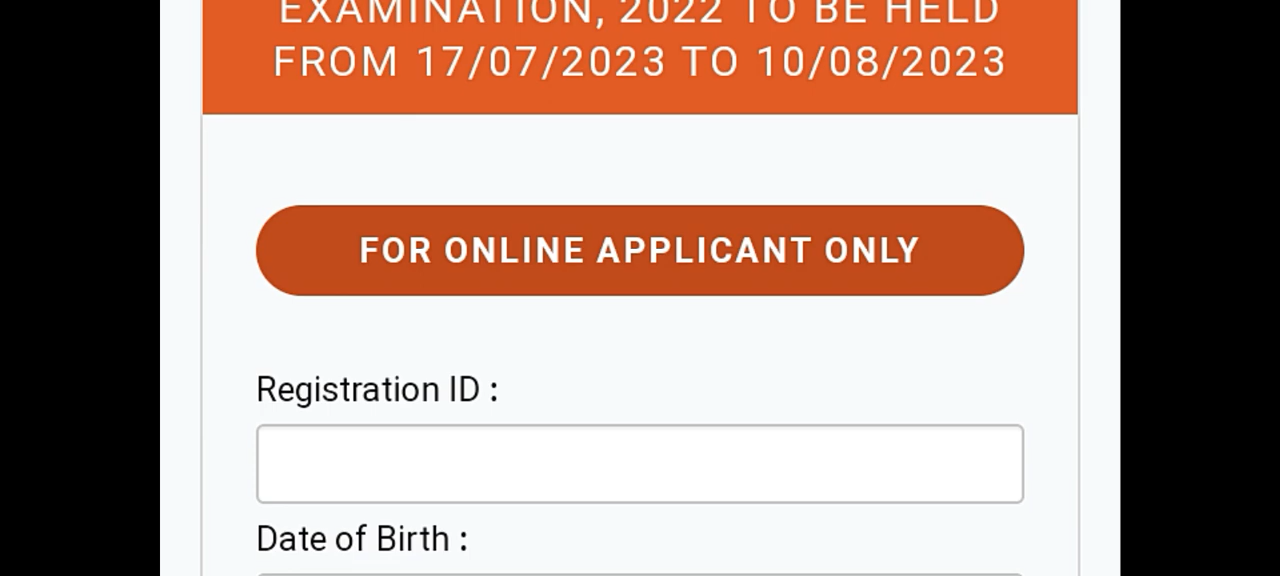 EXAMINATION, 2022 TO BE HELD
FROM 17/07/2023 TO 10/08/2023
FOR ONLINE APPLICANT ONLY
Registration ID :
Date of Birth :